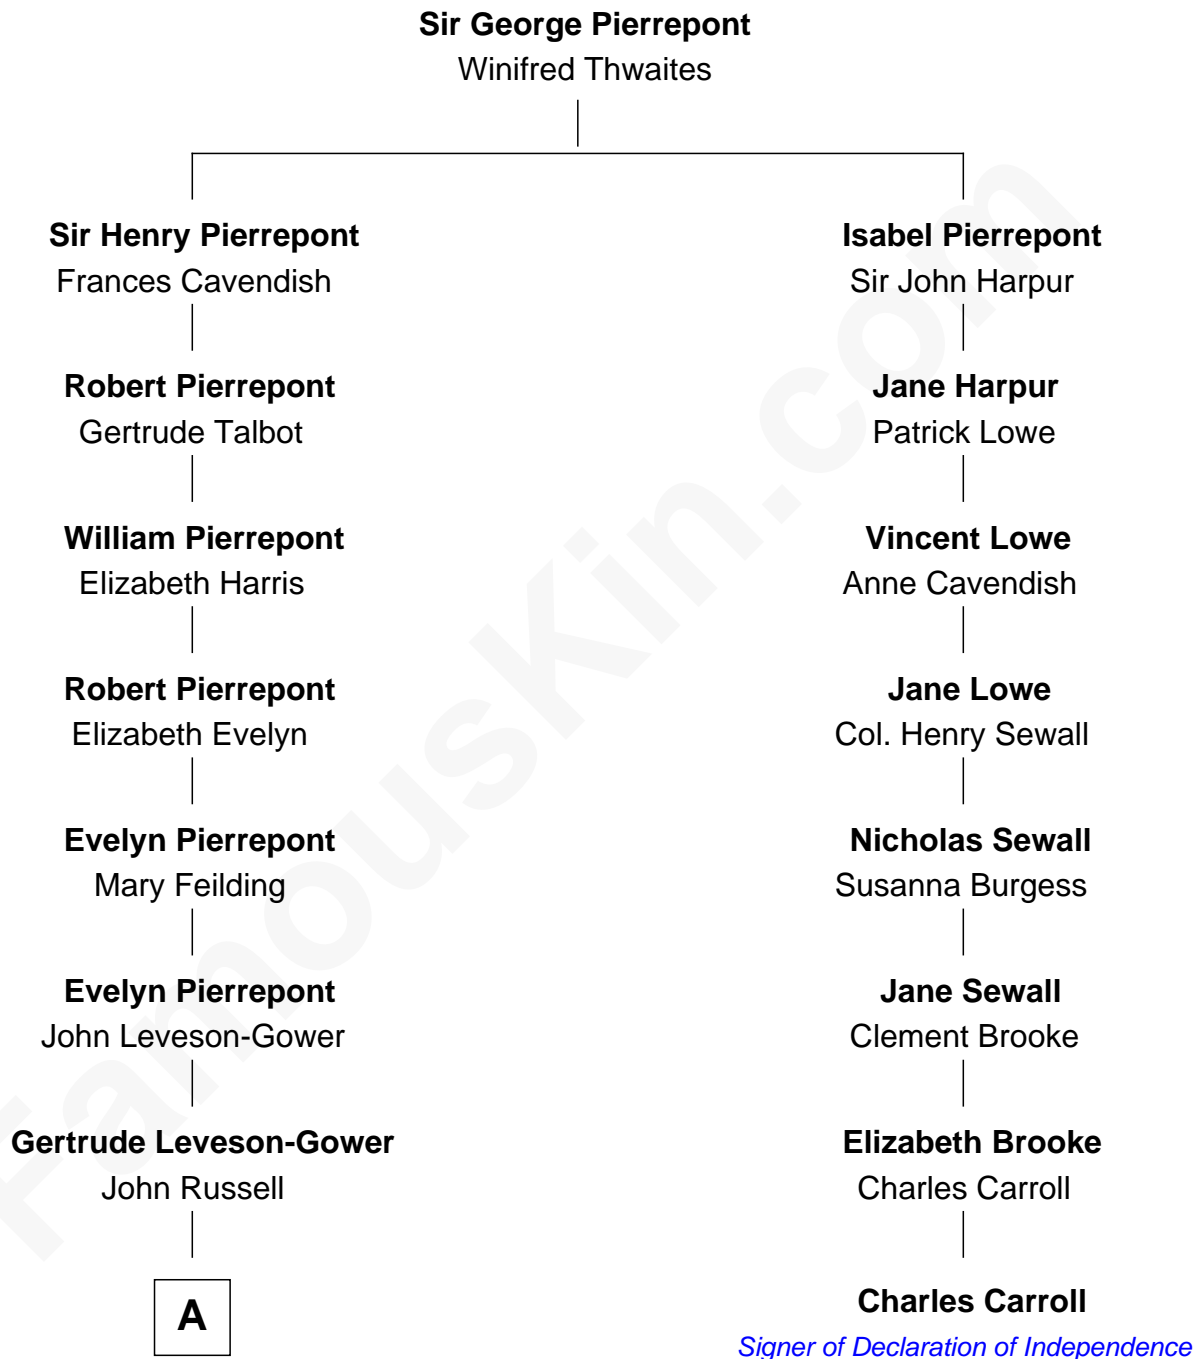 Sir George Pierrepont
Winifred Thwaites
Sir Henry Pierrepont
Frances Cavendish
Isabel Pierrepont
Sir John Harpur
Robert Pierrepont
Gertrude Talbot
Jane Harpur
Patrick Lowe
William Pierrepont
Elizabeth Harris
Vincent Lowe
Anne Cavendish
Robert Pierrepont
Elizabeth Evelyn
Jane Lowe
Col. Henry Sewall
Evelyn Pierrepont
Mary Feilding
Nicholas Sewall
Susanna Burgess
Evelyn Pierrepont
John Leveson-Gower
Jane Sewall
Clement Brooke
Gertrude Leveson-Gower
John Russell
Elizabeth Brooke
Charles Carroll
A
Charles Carroll
Signer of Declaration of Independence
FamousKin.com